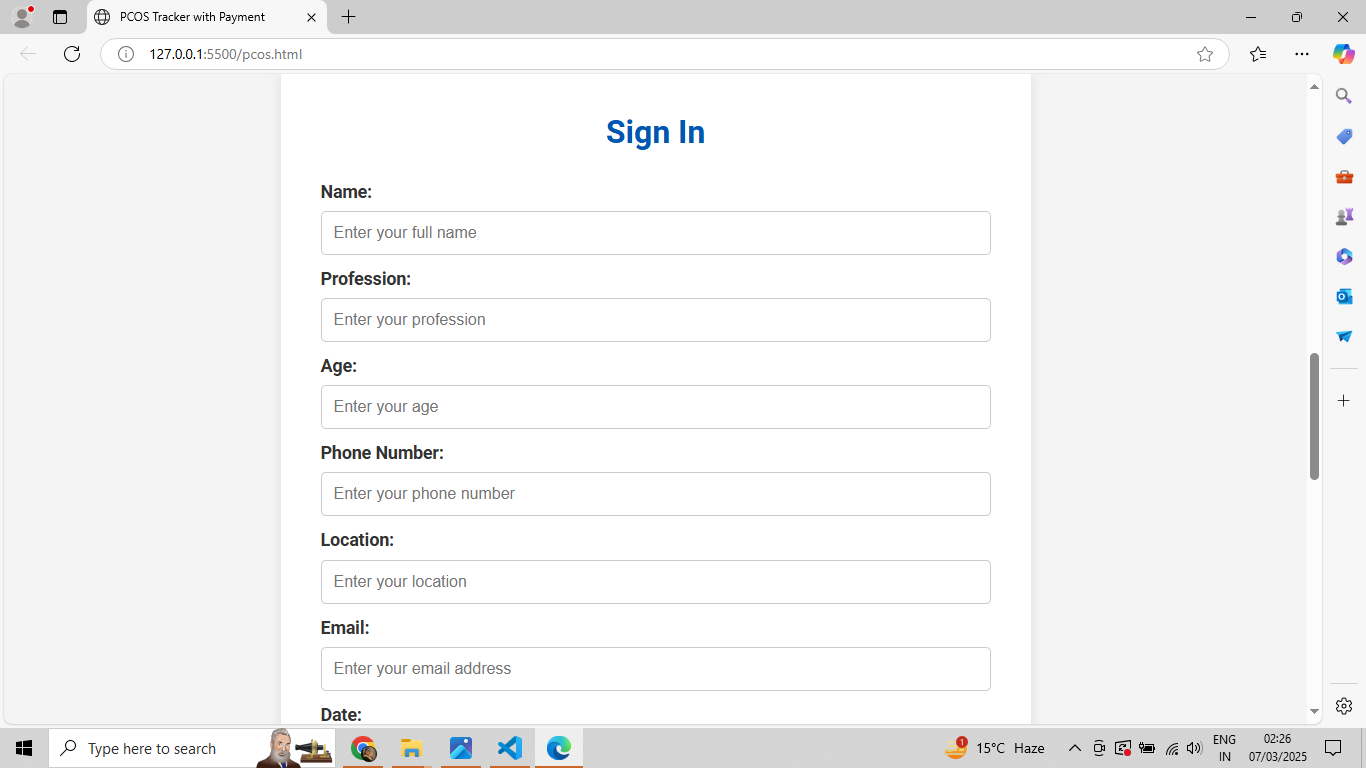 PCOS Tracker with Payment
127.0.0.1:5500/pcos.html
Sign In
Name:
Enter your full name
Profession:
Enter your profession
Age:
Enter your age
Phone Number:
Enter your phone number
Location:
Enter your location
Email:
Enter your email address
Date:
Type here to search
1
15°C Haze
ENG
IN
02:26
07/03/2025